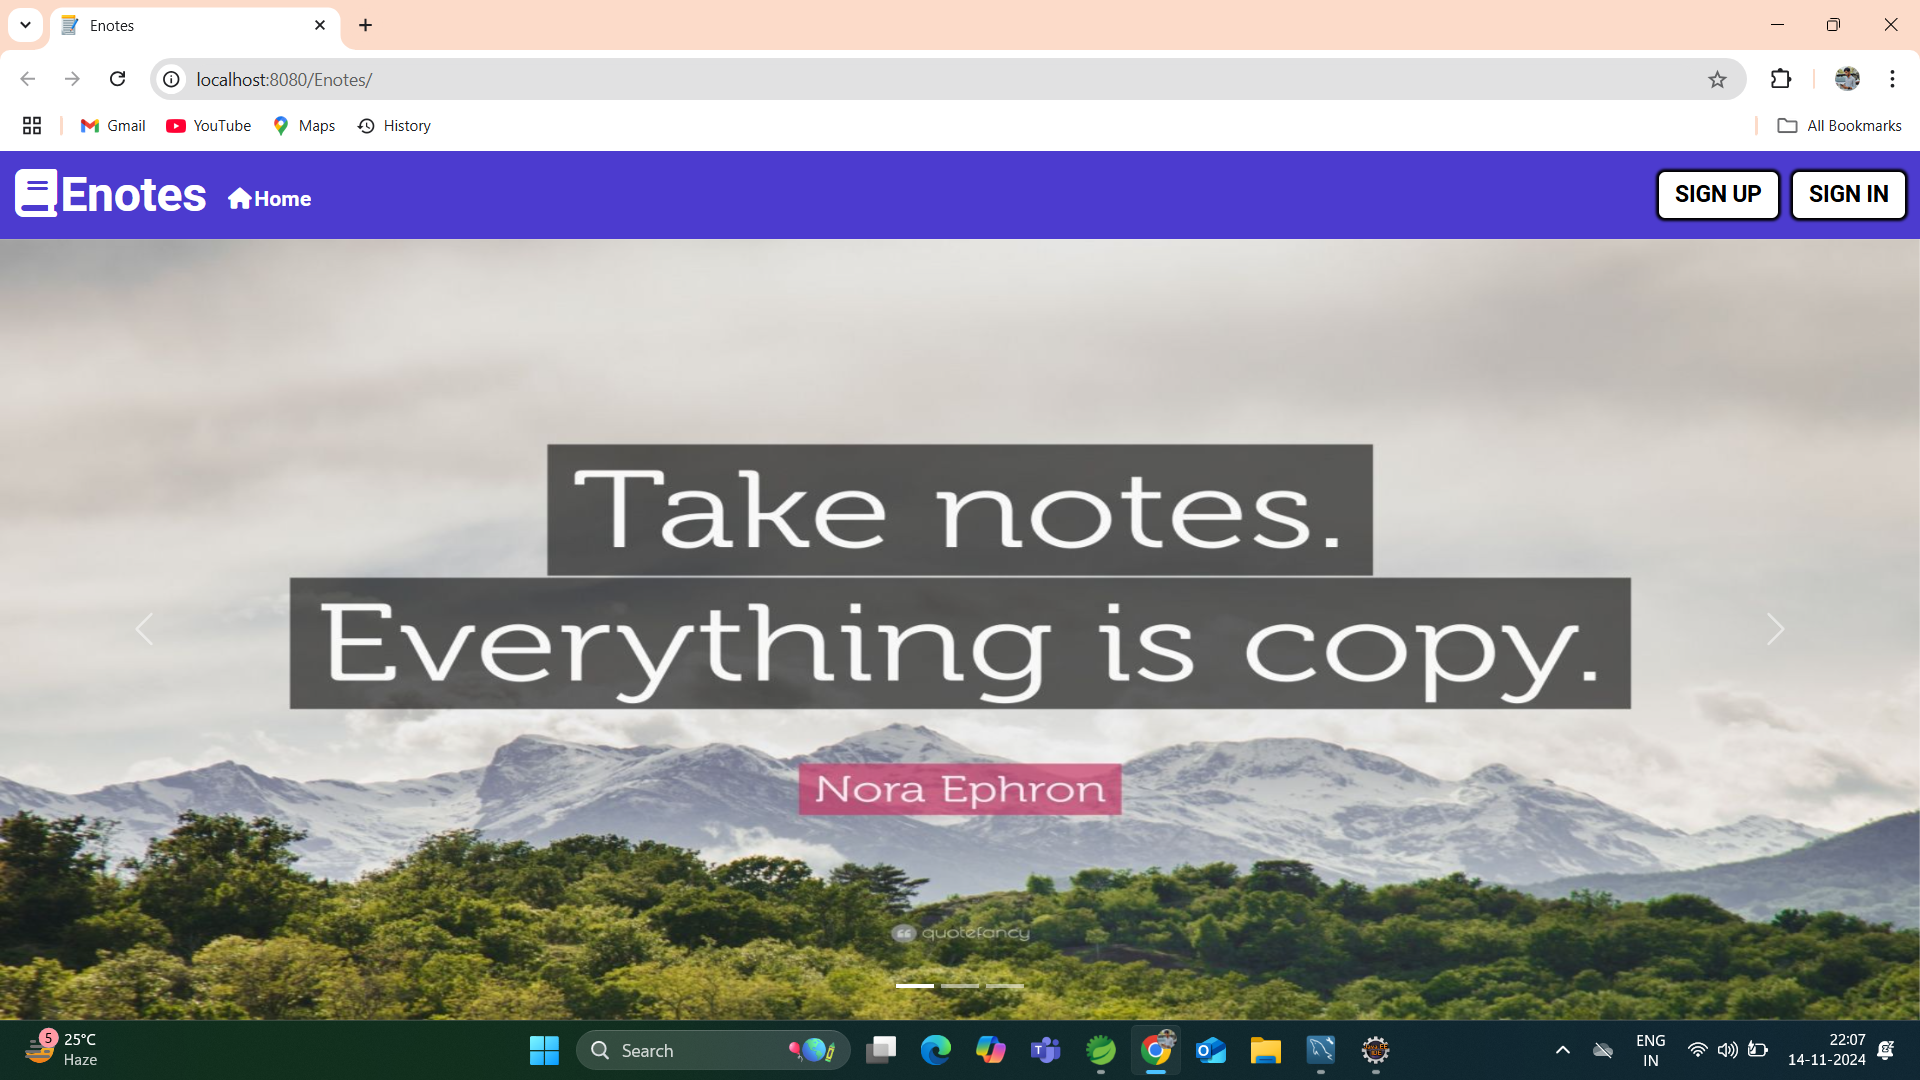 Enotes
localhost:8080/Enotes/
Gmail YouTube Maps History All Bookmarks
Enotes Home SIGN UP SIGN IN
Take notes.
Everything is copy.
Nora Ephron
quotefancy
5 25°C
Haze
Search
ENG
IN
22:07
14-11-2024